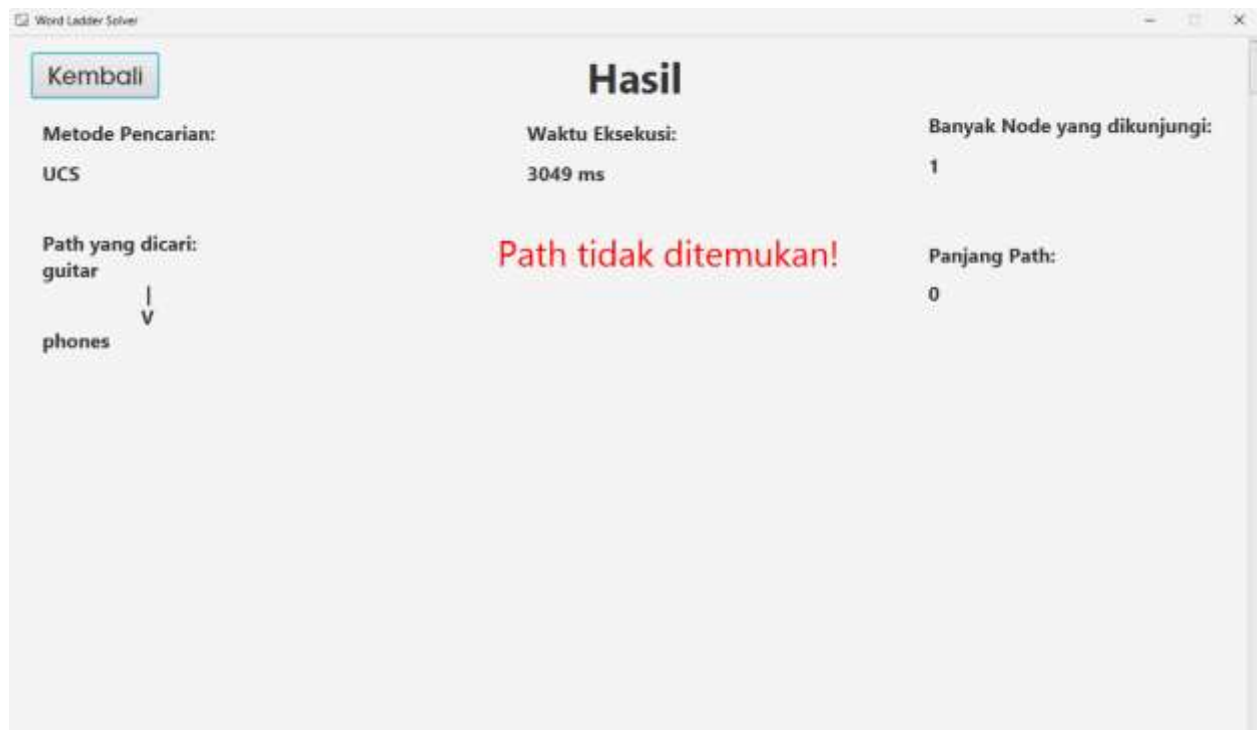 Word Ladder Solver
Kembali
Hasil
Metode Pencarian:
UCS
Waktu Eksekusi:
3049 ms
Banyak Node yang dikunjungi:
1
Path yang dicari:
guitar
|
V
phones
Path tidak ditemukan!
Panjang Path:
0